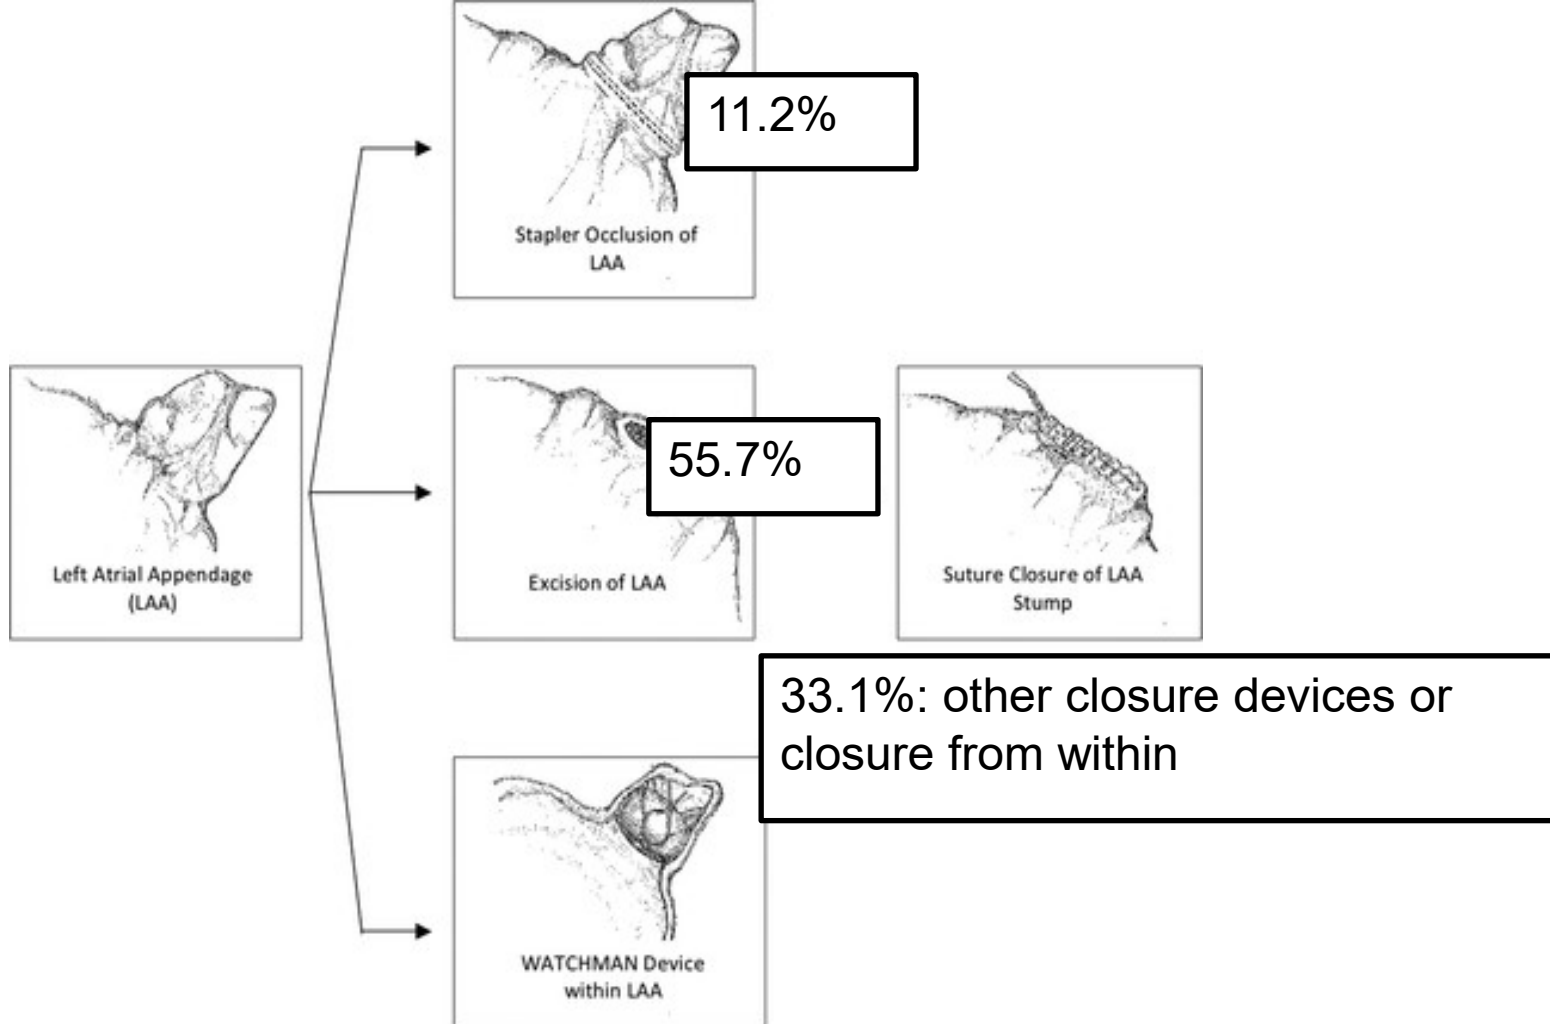 11.2%
Stapler Occlusion of
LAA
Left Atrial Appendage
(LAA)
55.7%
Excision of LAA
Suture Closure of LAA
Stump
33.1%: other closure devices or
closure from within
WATCHMAN Device
within LAA